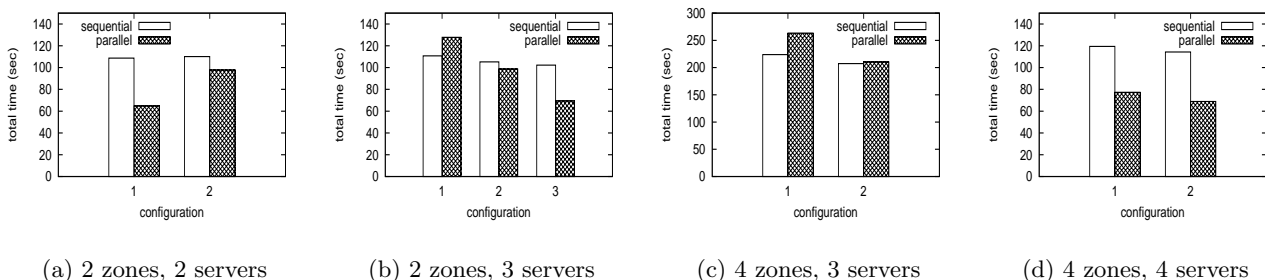 total time (sec)
140
120
100
80
60
40
20
0
sequential
parallel
1 2
configuration
(a) 2 zones, 2 servers
total time (sec)
140
120
100
80
60
40
20
0
sequential
parallel
1 2 3
configuration
(b) 2 zones, 3 servers
total time (sec)
300
250
200
150
100
50
0
sequential
parallel
1 2
configuration
(c) 4 zones, 3 servers
total time (sec)
140
120
100
80
60
40
20
0
sequential
parallel
1 2
configuration
(d) 4 zones, 4 servers